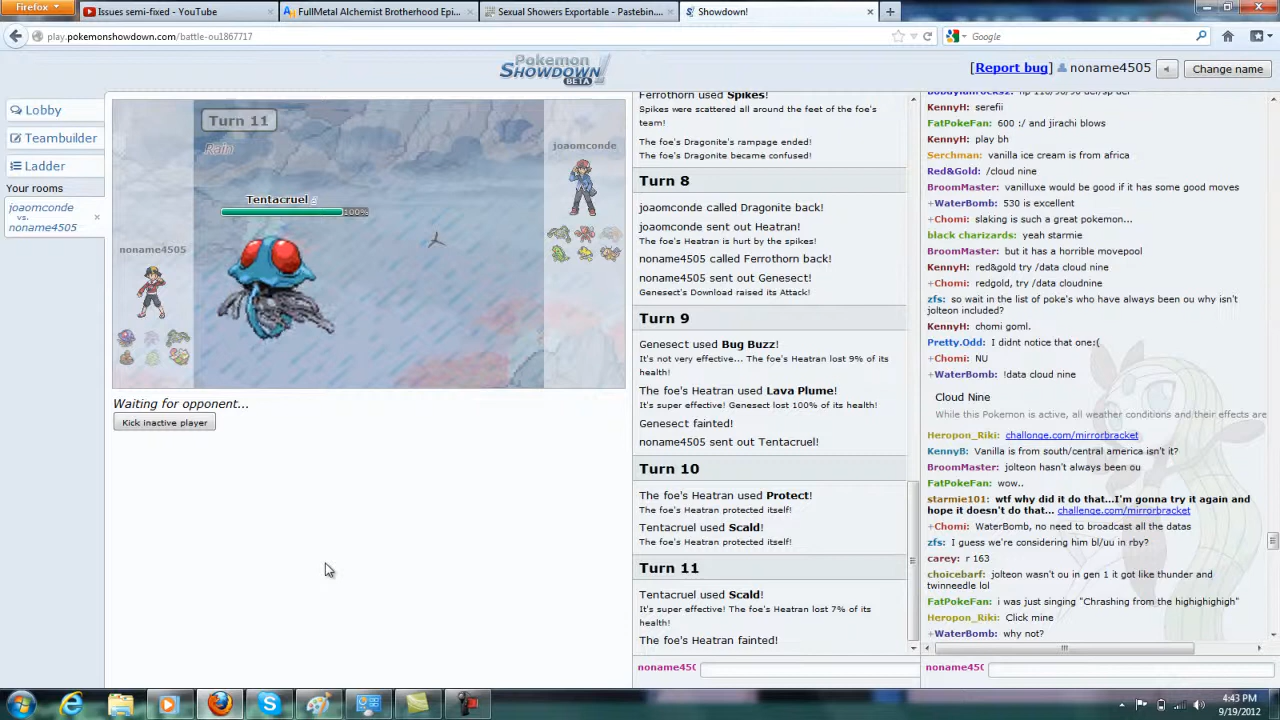 Firefox
Issues semi-fixed - YouTube
FullMetal Alchemist Brotherhood Epi...
Sexual Showers Exportable - Pastebin....
Showdown!
play.pokemonshowdown.com/battle-ou1867717
Google
Pokemon
SHOWDOWN!
BETA
[Report bug]
noname4505
Change name
Lobby
Teambuilder
Ladder
Your rooms
joaomconde
vs.
noname4505
Turn 11
Rain
joaomconde
Tentacruel
100%
noname4505
Waiting for opponent...
Kick inactive player
Ferrothorn used Spikes!
Spikes were scattered all around the feet of the foe's
team!
The foe's Dragonite's rampage ended!
The foe's Dragonite became confused!
Turn 8
joaomconde called Dragonite back!
joaomconde sent out Heatran!
The foe's Heatran is hurt by the spikes!
noname4505 called Ferrothorn back!
noname4505 sent out Genesect!
Genesect's Download raised its Attack!
Turn 9
Genesect used Bug Buzz!
It's not very effective... The foe's Heatran lost 9% of its
health!
The foe's Heatran used Lava Plume!
It's super effective! Genesect lost 100% of its health!
Genesect fainted!
noname4505 sent out Tentacruel!
Turn 10
The foe's Heatran used Protect!
The foe's Heatran protected itself!
Tentacruel used Scald!
The foe's Heatran protected itself!
Turn 11
Tentacruel used Scald!
It's super effective! The foe's Heatran lost 7% of its
health!
The foe's Heatran fainted!
noname450
KennyH: serefii
FatPokeFan: 600 :/ and jirachi blows
KennyH: play bh
Serchman: vanilla ice cream is from africa
Red&Gold: /cloud nine
BroomMaster: vanilluxe would be good if it has some good moves
+WaterBomb: 530 is excellent
+Chomi: slaking is such a great pokemon...
black charizards: yeah starmie
BroomMaster: but it has a horrible movepool
KennyH: red&gold try /data cloud nine
+Chomi: redgold, try /data cloudnine
zfs: so wait in the list of poke's who have always been ou why isn't
jolteon included?
KennyH: chomi goml.
Pretty.Odd: I didnt notice that one:(
+Chomi: NU
+WaterBomb: !data cloud nine
Cloud Nine
While this Pokemon is active, all weather conditions and their effects are
Heropon_Riki: challonge.com/mirrorbracket
KennyB: Vanilla is from south/central america isn't it?
BroomMaster: jolteon hasn't always been ou
FatPokeFan: wow..
starmie101: wtf why did it do that...I'm gonna try it again and
hope it doesn't do that... challenge.com/mirrorbracket
+Chomi: WaterBomb, no need to broadcast all the datas
zfs: I guess we're considering him bl/uu in rby?
carey: r 163
choicebarf: jolteon wasn't ou in gen 1 it got like thunder and
twinneedle lol
FatPokeFan: i was just singing "Chrashing from the highighighigh"
Heropon_Riki: Click mine
+WaterBomb: why not?
noname450
4:43 PM
9/19/2012